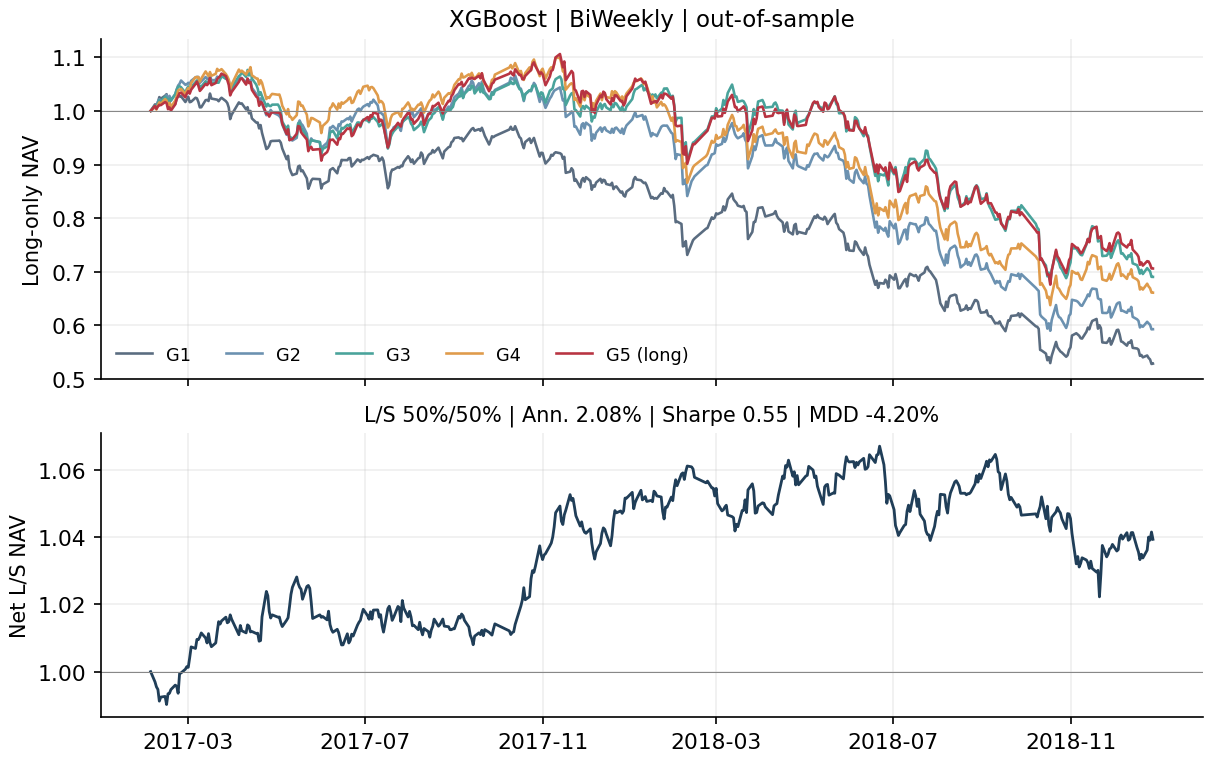 XGBoost | BiWeekly | out-of-sample
Long-only NAV
1.1
1.0
0.9
0.8
0.7
0.6
0.5
G1 G2 G3 G4 G5 (long)
L/S 50%/50% | Ann. 2.08% | Sharpe 0.55 | MDD -4.20%
Net L/S NAV
1.06
1.04
1.02
1.00
2017-03 2017-07 2017-11 2018-03 2018-07 2018-11